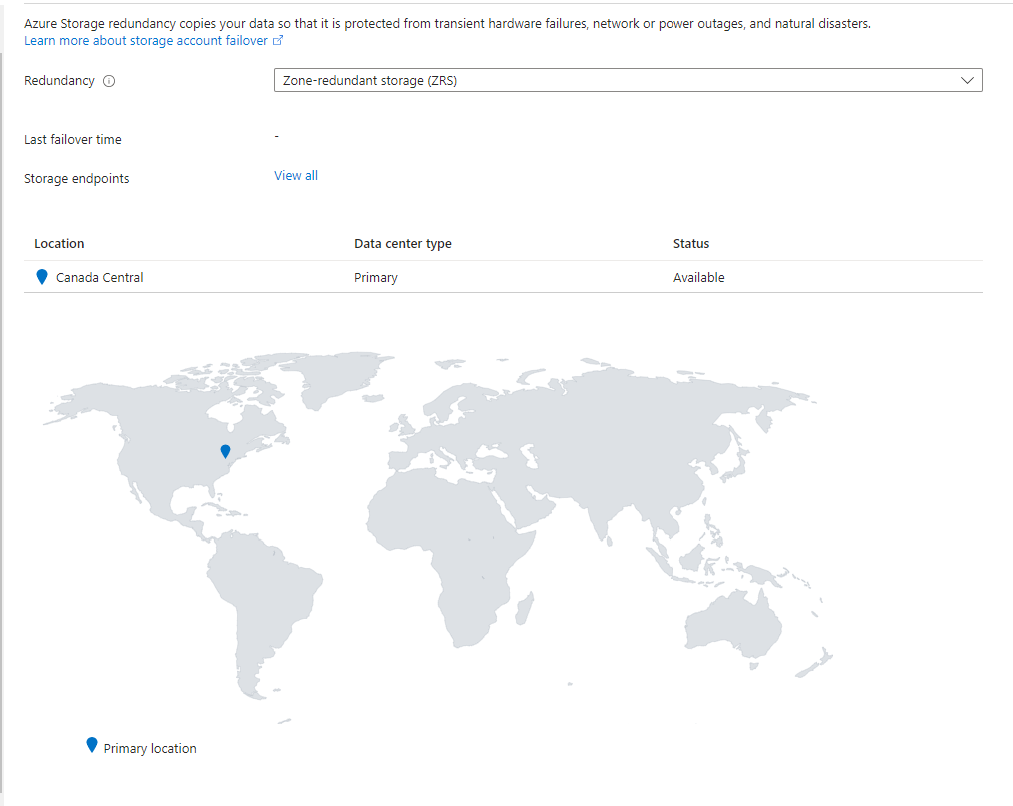 Azure Storage redundancy copies your data so that it is protected from transient hardware failures, network or power outages, and natural disasters.
Learn more about storage account failover
Redundancy
Zone-redundant storage (ZRS)
Last failover time
-
Storage endpoints
View all
Location Data center type Status
Canada Central Primary Available
Primary location